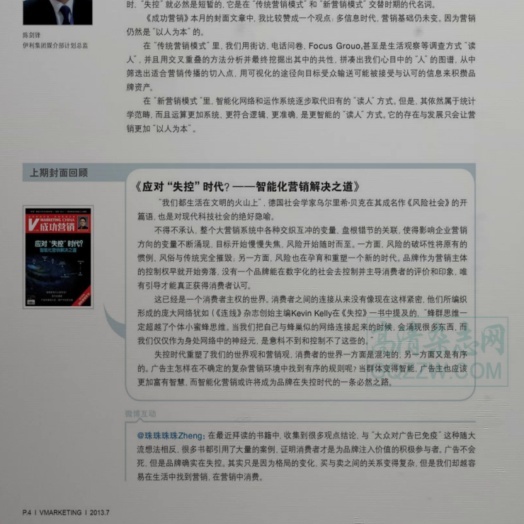 时，“失控”就必然是短暂的，它是在“传统营销模式”和“新营销模式”交替时期的代名词。
《成功营销》本月的封面文章中，我比较赞成一个观点：多信息时代，营销基础仍未变，因为营销
仍然是“以人为本”的。
陈剑锋
伊利集团媒介部计划总监
在“传统营销模式”里，我们用街访、电话问卷、Focus Group,甚至是生活观察等调查方式“读
人”，并且用交叉重叠的方法分析并最终挖掘出其中的共性，拼凑出我们心目中的“人”的图谱，从中
筛选出适合营销传播的切入点，用可视化的途径向目标受众输送可能被接受与认可的信息来积攒品
牌资产。
在“新营销模式”里，智能化网络和运作系统逐步取代旧有的“读人”方式。但是，其依然属于统计
学范畴，而且运算更加系统、更符合逻辑、更准确，是更智能的“读人”方式。它的存在与发展只会让营
销更加“以人为本”。
上期封面回顾
《应对“失控”时代？——智能化营销解决之道》
V成功营销
应对“失控”时代？
智能化营销解决之道
“我们都生活在文明的火山上”，德国社会学家乌尔里希·贝克在其成名作《风险社会》的开
篇语，也是对现代科技社会的绝好隐喻。
不得不承认，整个大营销系统中各种交织互冲的变量、盘根错节的关联，使得影响企业营销
方向的变量不断涌现，目标开始慢慢失焦，风险开始随时而至。一方面，风险的破坏性将原有的
惯例、风俗与传统完全摧毁；另一方面，风险也在孕育和重塑一个新的时代。品牌作为营销主体
的控制权早就开始旁落，没有一个品牌能在数字化的社会去控制并主导消费者的评价和印象，唯
有引导才能真正获得消费者认可。
这已经是一个消费者主权的世界。消费者之间的连接从来没有像现在这样紧密，他们所编织
形成的庞大网络犹如（《连线》杂志创始主编Kevin Kelly在《失控》一书中提及的，“蜂群思维一
定超越了个体小蜜蜂思维。当我们把自己与蜂巢似的网络连接起来的时候，会涌现很多东西，而
我们仅仅作为身处网络中的神经元，是意料不到和控制不了这些的。
失控时代重塑了我们的世界观和营销观，消费者的世界一方面是混沌的，另一方面又是有序
的。广告主怎样在不确定的复杂营销环境中找到有序的规则呢？当群体变得智能，广告主也应该
更加富有智慧，而智能化营销或许将成为品牌在失控时代的一条必然之路。
高清杂志网
GQZZW.COM
微博互动
@珠珠珠珠Zheng：在最近拜读的书籍中，收集到很多观点结论，与“大众对广告已免疫”这种随大
流想法相反，很多书都引用了大量的案例，证明消费者才是为品牌注入价值的积极参与者。广告不会
死，但是品牌确实在失控。其实只是因为格局的变化，买与卖之间的关系变得复杂，但是我们却越容
易在生活中找到营销，在营销中消费。
P.4 | VMARKETING | 2013.7